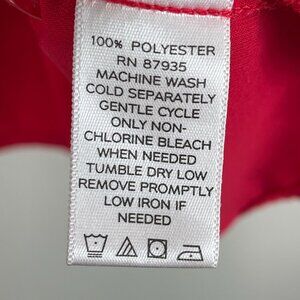 100% POLYESTER
RN 87935
MACHINE WASH
COLD SEPARATELY
GENTLE CYCLE
ONLY NON-
CHLORINE BLEACH
WHEN NEEDED
TUMBLE DRY LOW
REMOVE PROMPTLY
LOW IRON IF
NEEDED